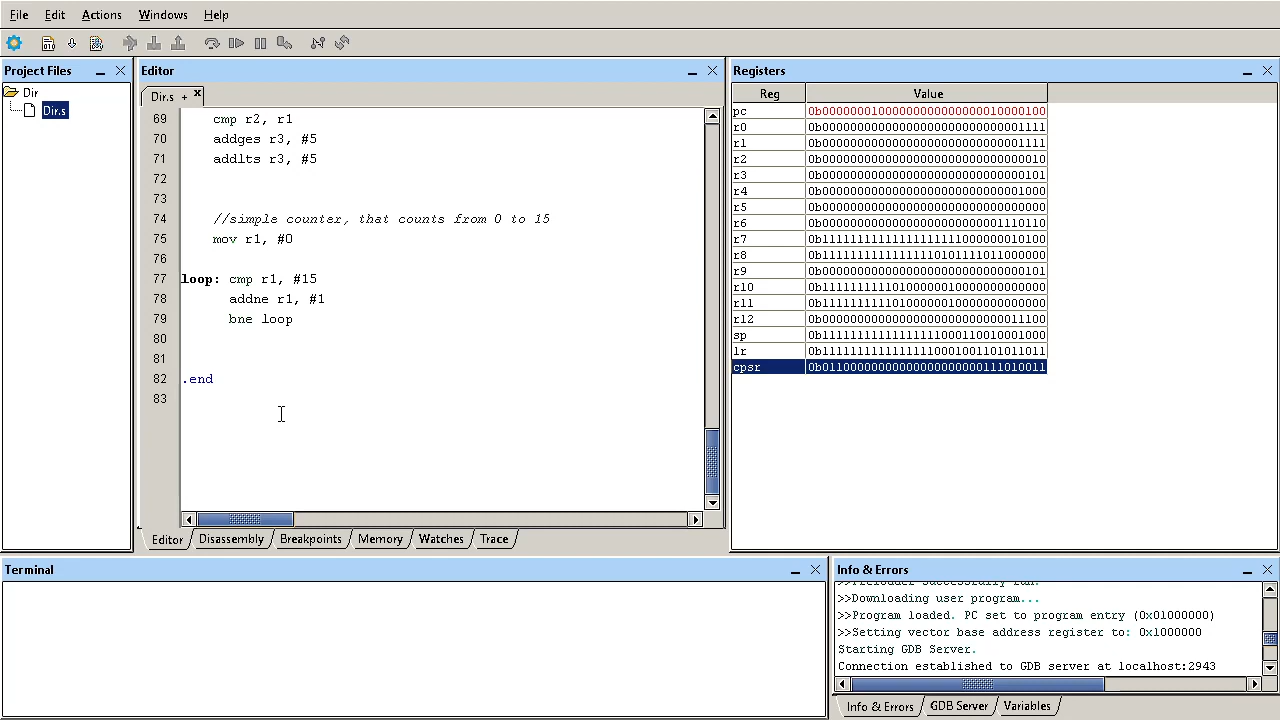 File Edit Actions Windows Help
Project Files
Dir
Dir.s
Editor
Dir.s +
69 cmp r2, r1
70 addges r3, #5
71 addlts r3, #5
72
73
74 //simple counter, that counts from 0 to 15
75 mov r1, #0
76
77 loop: cmp r1, #15
78 addne r1, #1
79 bne loop
80
81
82 .end
83
Editor Disassembly Breakpoints Memory Watches Trace
Registers
Reg Value
pc 0b00000001000000000000000010000100
r0 0b00000000000000000000000000001111
r1 0b00000000000000000000000000001111
r2 0b00000000000000000000000000000010
r3 0b00000000000000000000000000000101
r4 0b00000000000000000000000000001000
r5 0b00000000000000000000000000000000
r6 0b00000000000000000000000001110110
r7 0b11111111111111111111000000010100
r8 0b11111111111111110101111011000000
r9 0b00000000000000000000000000000101
r10
r11
r12 0b00000000000000000000000000011100
sp 0b11111111111111111000110010001000
lr 0b11111111111111110001001101011011
cpsr 0b01100000000000000000000111010011
Terminal
Info & Errors
>>Preloader successfully run.
>>Downloading user program...
>>Program loaded. PC set to program entry (0x01000000)
>>Setting vector base address register to: 0x1000000
Starting GDB Server.
Connection established to GDB server at localhost:2943
Info & Errors GDB Server Variables